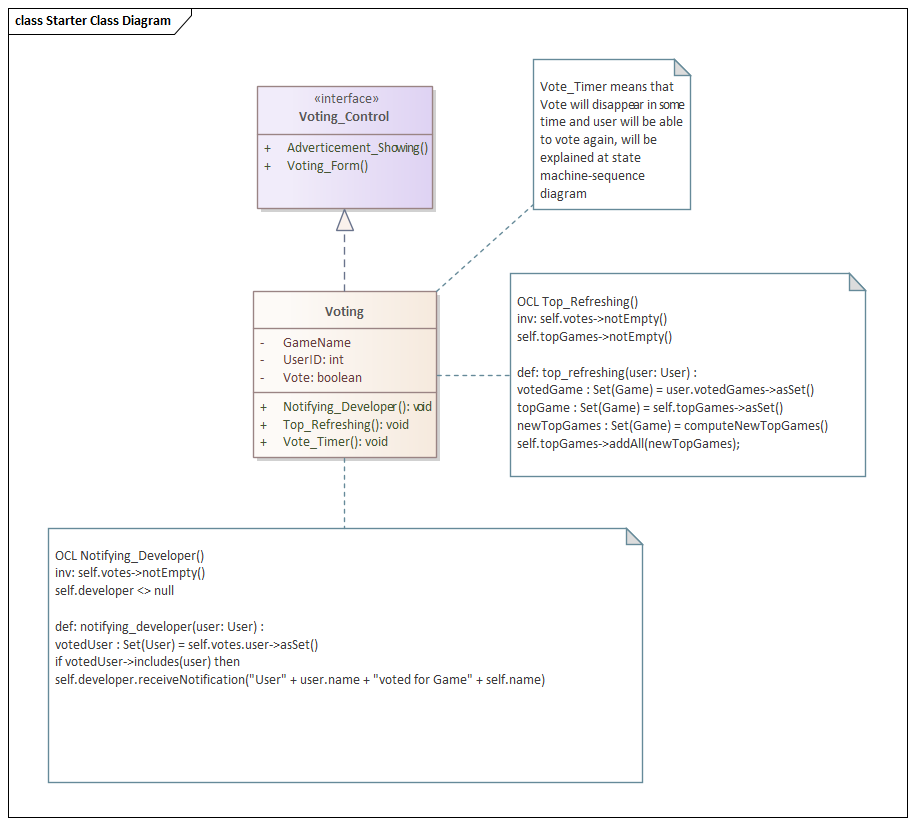 class Starter Class Diagram
«interface»
Voting_Control
+ Adverticement_Showing()
+ Voting_Form()
Vote_Timer means that
Vote will disappear in some
time and user will be able
to vote again, will be
explained at state
machine-sequence
diagram
Voting
- GameName
- UserID: int
- Vote: boolean
+ Notifying_Developer(): void
+ Top_Refreshing(): void
+ Vote_Timer(): void
OCL Top_Refreshing()
inv: self.votes->notEmpty()
self.topGames->notEmpty()
def: top_refreshing(user: User) :
votedGame : Set(Game) = user.votedGames->asSet()
topGame : Set(Game) = self.topGames->asSet()
newTopGames : Set(Game) = computeNewTopGames()
self.topGames->addAll(newTopGames);
OCL Notifying_Developer()
inv: self.votes->notEmpty()
self.developer <> null
def: notifying_developer(user: User) :
votedUser : Set(User) = self.votes.user->asSet()
if votedUser->includes(user) then
self.developer.receiveNotification("User" + user.name + "voted for Game" + self.name)